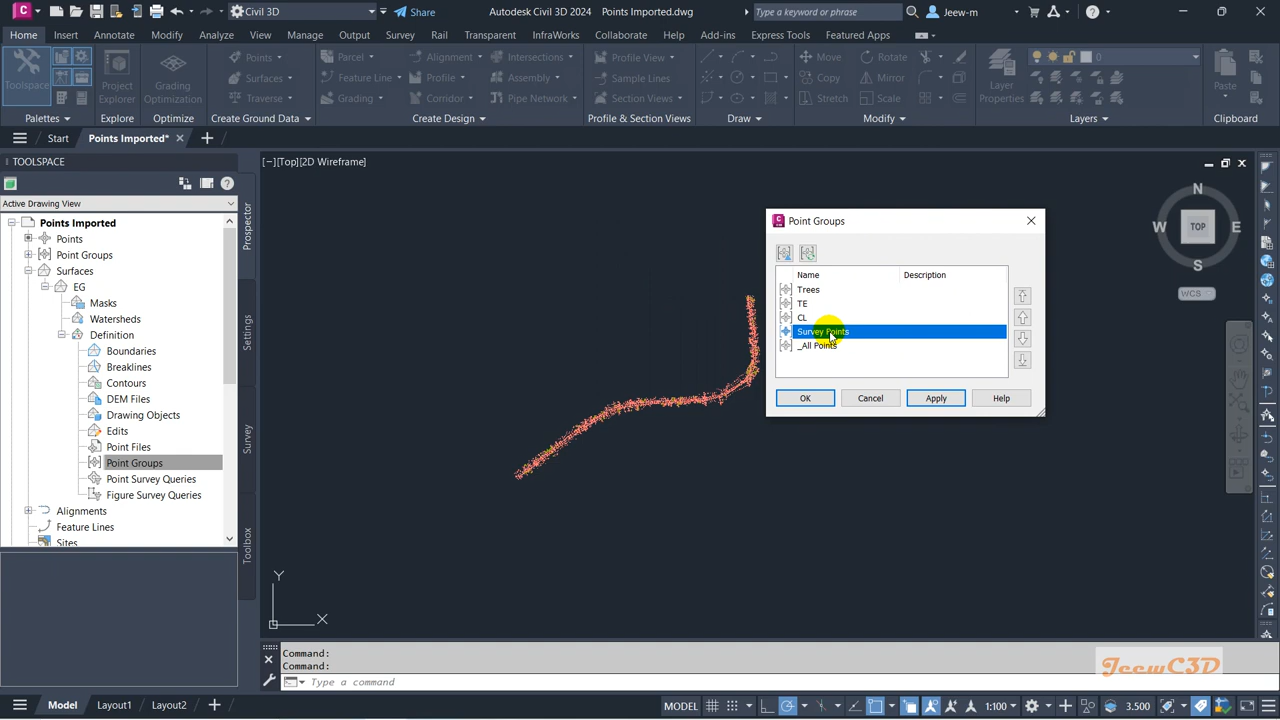 Civil 3D
Share
Autodesk Civil 3D 2024
Points Imported.dwg
Type a keyword or phrase
Jeew-m
Home
Insert
Annotate
Modify
Analyze
View
Manage
Output
Survey
Rail
Transparent
InfraWorks
Collaborate
Help
Add-ins
Express Tools
Featured Apps
Toolspace
Project
Explorer
Grading
Optimization
Points
Surfaces
Traverse
Parcel
Feature Line
Grading
Alignment
Profile
Corridor
Intersections
Assembly
Pipe Network
Profile View
Sample Lines
Section Views
Move
Copy
Stretch
Rotate
Mirror
Scale
Layer
Properties
0
Paste
Palettes
Explore
Optimize
Create Ground Data
Create Design
Profile & Section Views
Draw
Modify
Layers
Clipboard
Start
Points Imported*
TOOLSPACE
Active Drawing View
Points Imported
Points
Point Groups
Surfaces
EG
Masks
Watersheds
Definition
Boundaries
Breaklines
Contours
DEM Files
Drawing Objects
Edits
Point Files
Point Groups
Point Survey Queries
Figure Survey Queries
Alignments
Feature Lines
Sites
Prospector
Settings
Survey
Toolbox
[−][Top][2D Wireframe]
N
W
TOP
E
S
WCS
Point Groups
Name
Description
Trees
TE
CL
Survey Points
_All Points
OK
Cancel
Apply
Help
Y
X
Command:
Command:
Type a command
JeewC3D
Model
Layout1
Layout2
MODEL
1:100
3.500